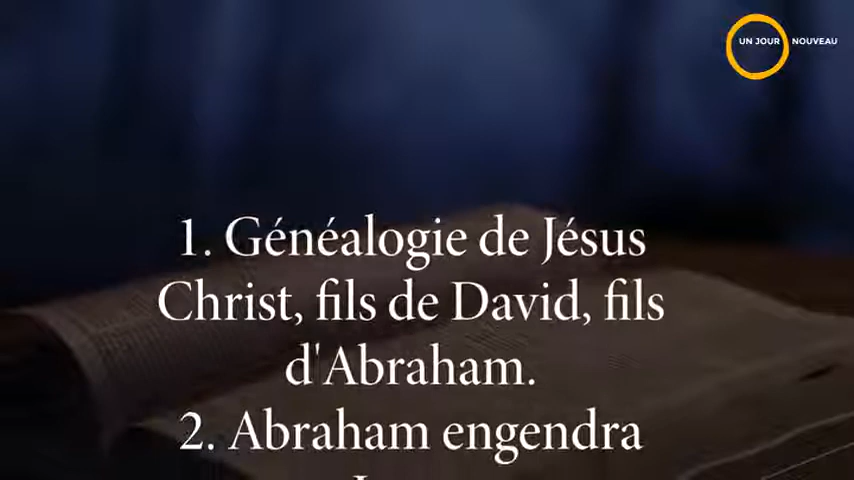 UN JOUR NOUVEAU
1. Généalogie de Jésus
Christ, fils de David, fils
d'Abraham.
2. Abraham engendra